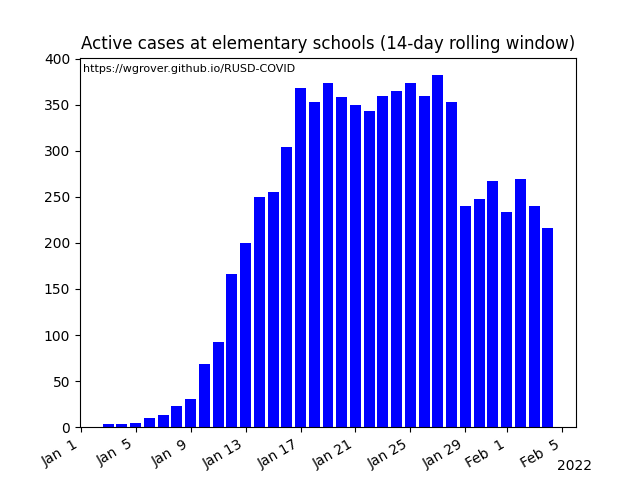 Active cases at elementary schools (14-day rolling window)
https://wgrover.github.io/RUSD-COVID
400
350
300
250
200
150
100
50
0
Jan 1
Jan 5
Jan 9
Jan 13
Jan 17
Jan 21
Jan 25
Jan 29
Feb 1
Feb 5
2022